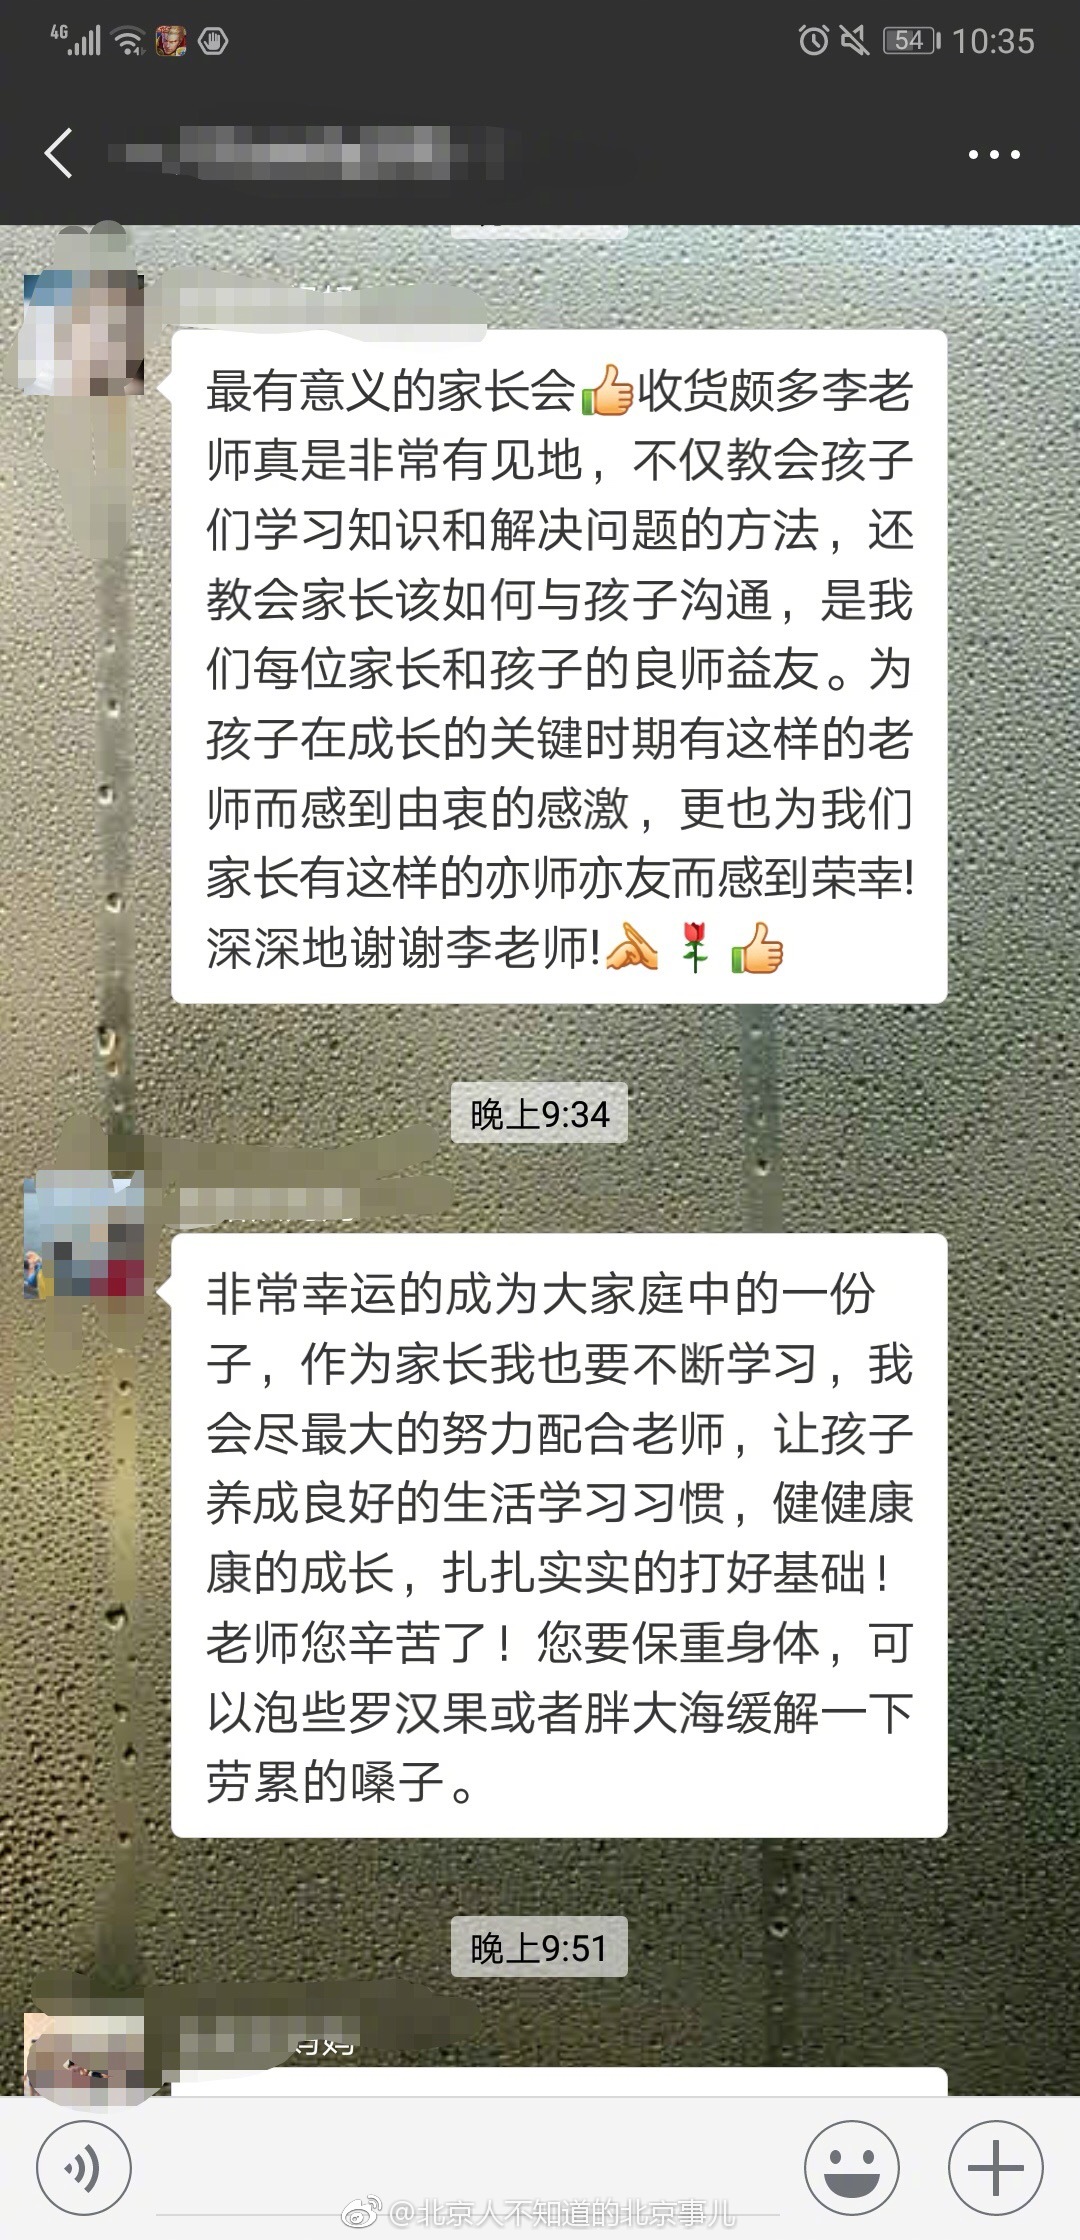 4G
54
10:35
最有意义的家长会👍收货颇多李老
师真是非常有见地，不仅教会孩子
们学习知识和解决问题的方法，还
教会家长该如何与孩子沟通，是我
们每位家长和孩子的良师益友。为
孩子在成长的关键时期有这样的老
师而感到由衷的感激，更也为我们
家长有这样的亦师亦友而感到荣幸!
深深地谢谢李老师!
晚上9:34
非常幸运的成为大家庭中的一份
子，作为家长我也要不断学习，我
会尽最大的努力配合老师，让孩子
养成良好的生活学习习惯，健健康
康的成长，扎扎实实的打好基础！
老师您辛苦了！您要保重身体，可
以泡些罗汉果或者胖大海缓解一下
劳累的嗓子。
晚上9:51
妈妈
@北京人不知道的北京事儿